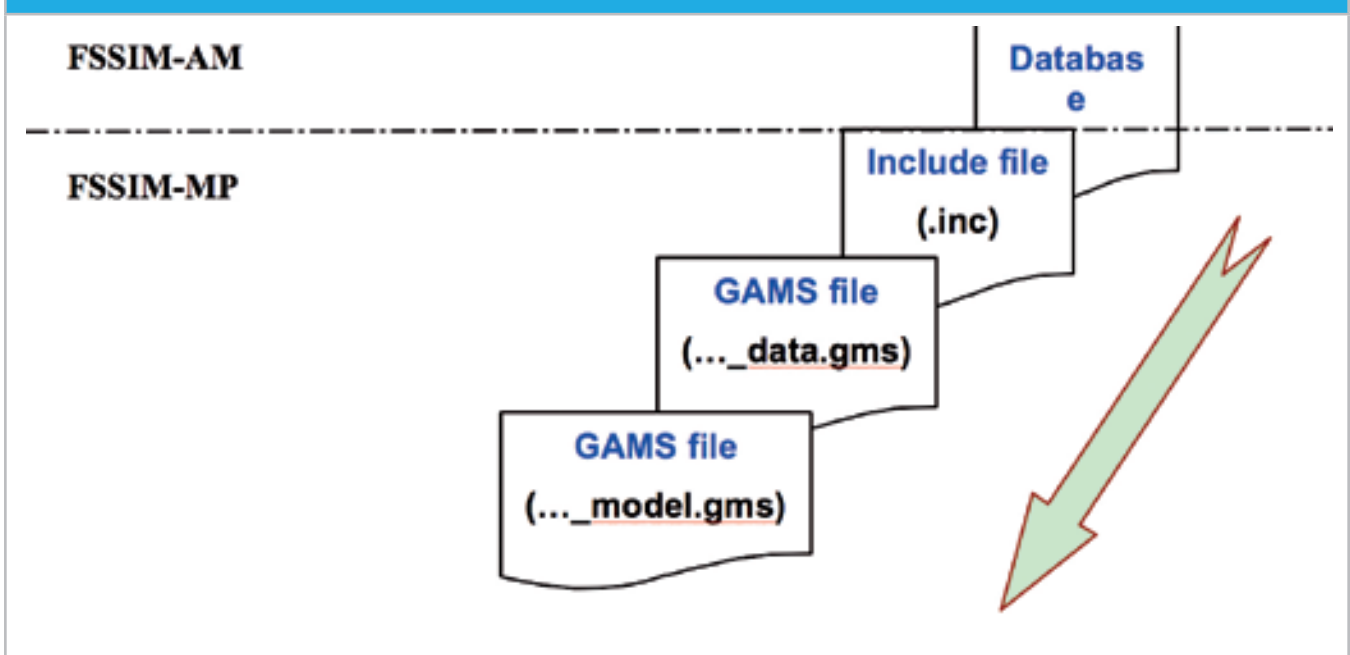 FSSIM-AM
Databas
e
FSSIM-MP
Include file
(.inc)
GAMS file
(..._data.gms)
GAMS file
(..._model.gms)